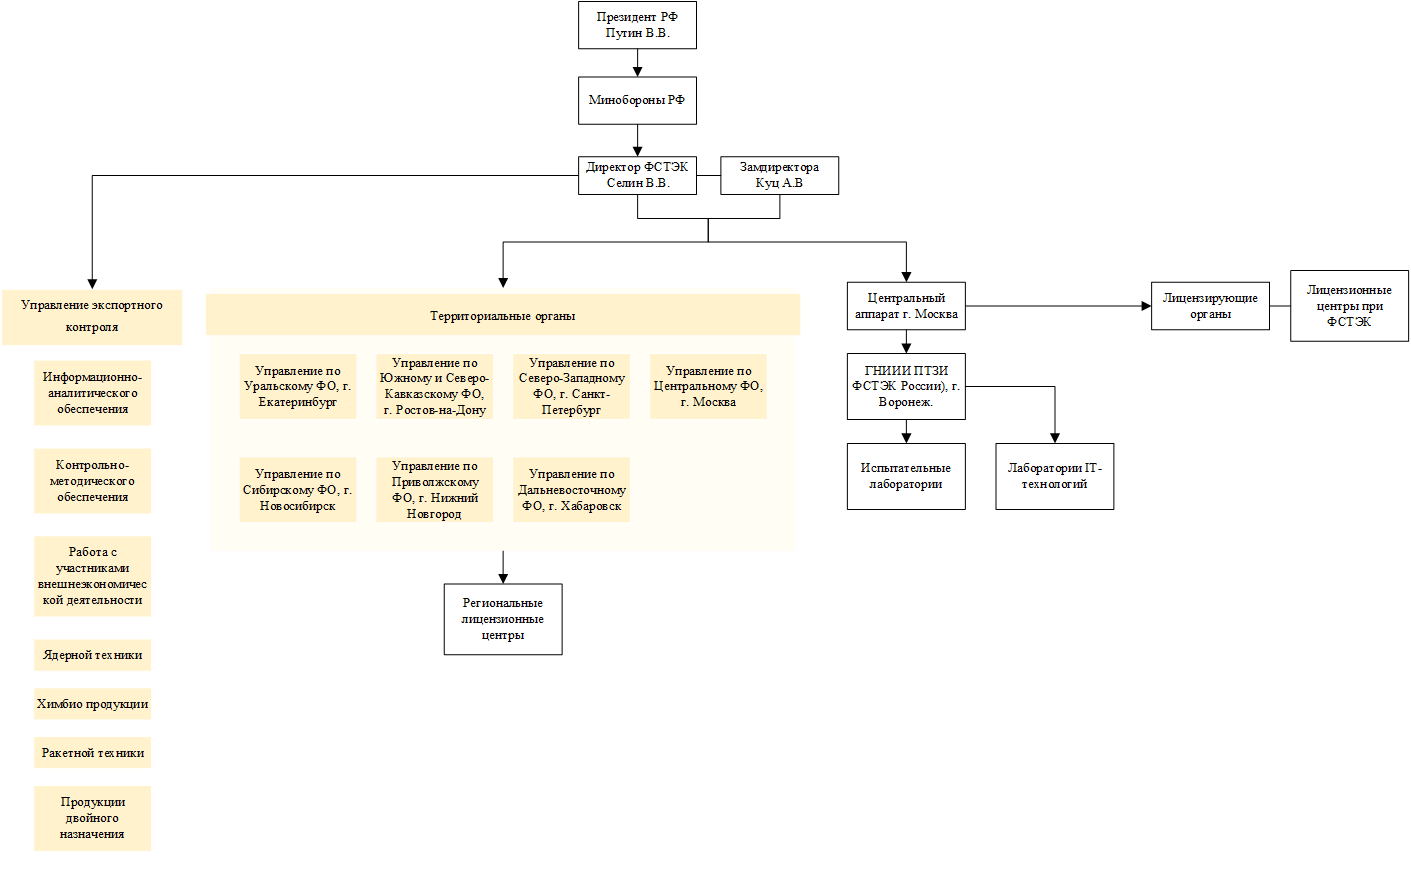 Президент РФ
Путин В.В.
Минобороны РФ
Директор ФСТЭК
Селин В.В.
Замдиректора
Куц А.В
Управление экспортного
контроля
Информационно-
аналитического
обеспечения
Контрольно-
методического
обеспечения
Работа с
участниками
внешнеэкономичес
кой деятельности
Ядерной техники
Химбио продукции
Ракетной техники
Продукции
двойного
назначения
Территориальные органы
Управление по
Уральскому ФО, г.
Екатеринбург
Управление по
Южному и Северо-
Кавказскому ФО,
г. Ростов-на-Дону
Управление по
Северо-Западному
ФО, г. Санкт-
Петербург
Управление по
Центральному ФО,
г. Москва
Управление по
Сибирскому ФО, г.
Новосибирск
Управление по
Приволжскому
ФО, г. Нижний
Новгород
Управление по
Дальневосточному
ФО, г. Хабаровск
Региональные
лицензионные
центры
Центральный
аппарат г. Москва
Лицензирующие
органы
Лицензионные
центры при
ФСТЭК
ГНИИИ ПТЗИ
ФСТЭК России), г.
Воронеж.
Испытательные
лаборатории
Лаборатории IT-
технологий